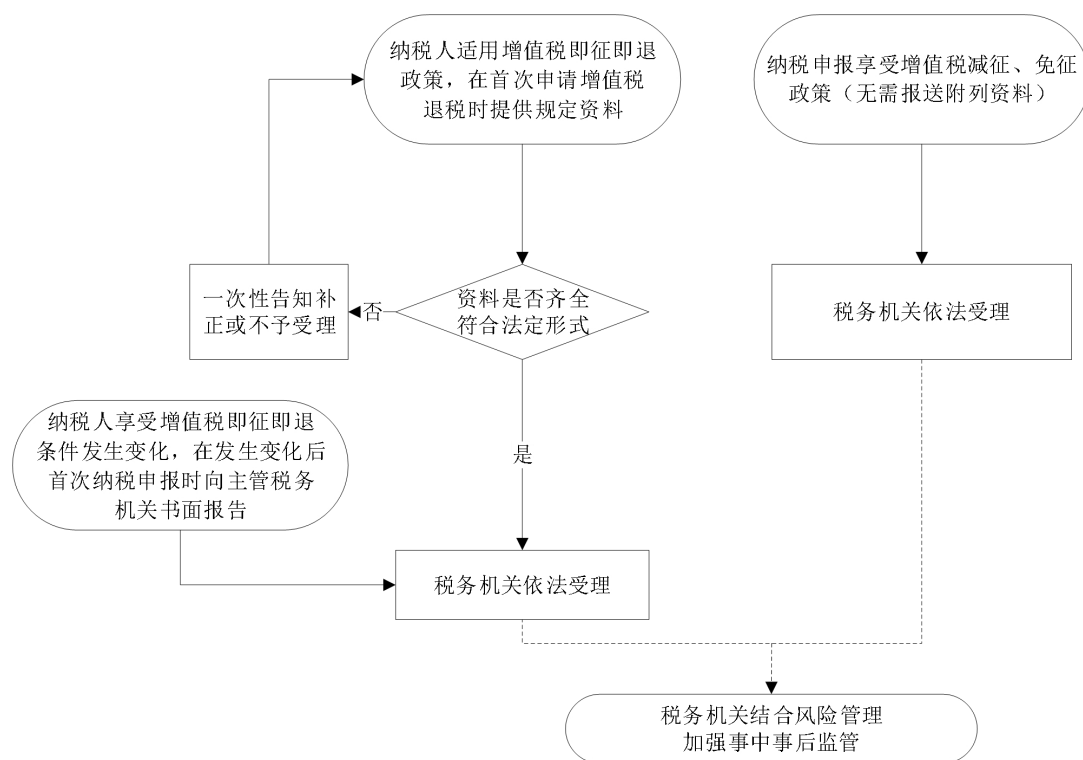 纳税人适用增值税即征即退
政策，在首次申请增值税
退税时提供规定资料
纳税申报享受增值税减征、免征
政策（无需报送附列资料）
一次性告知补
正或不予受理
否
资料是否齐全
符合法定形式
税务机关依法受理
纳税人享受增值税即征即退
条件发生变化，在发生变化后
首次纳税申报时向主管税务
机关书面报告
是
税务机关依法受理
税务机关结合风险管理
加强事中事后监管